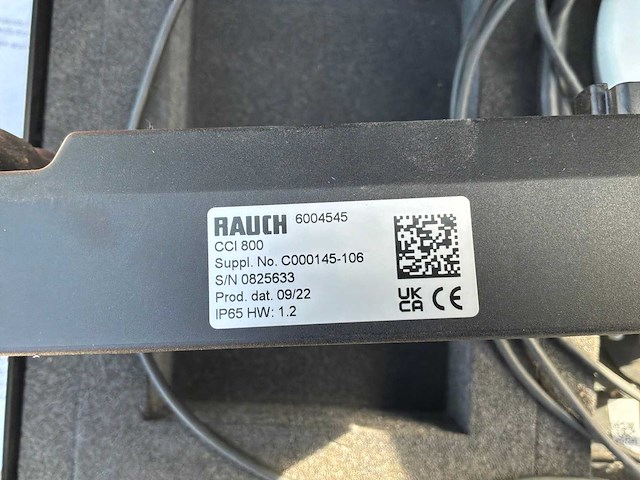 RAUCH 6004545
CCI 800
Suppl. No. C000145-106
S/N 0825633
Prod. dat. 09/22
IP65 HW: 1.2
UK
CA CE